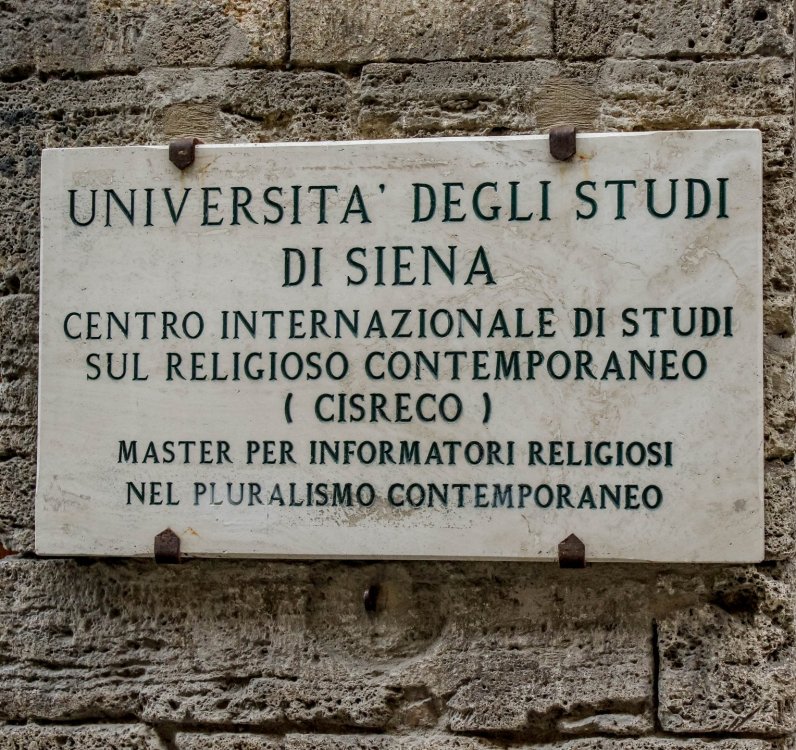 UNIVERSITA' DEGLI STUDI
DI SIENA
CENTRO INTERNAZIONALE DI STUDI
SUL RELIGIOSO CONTEMPORANEO
( CISRECO )
MASTER PER INFORMATORI RELIGIOSI
NEL PLURALISMO CONTEMPORANEO